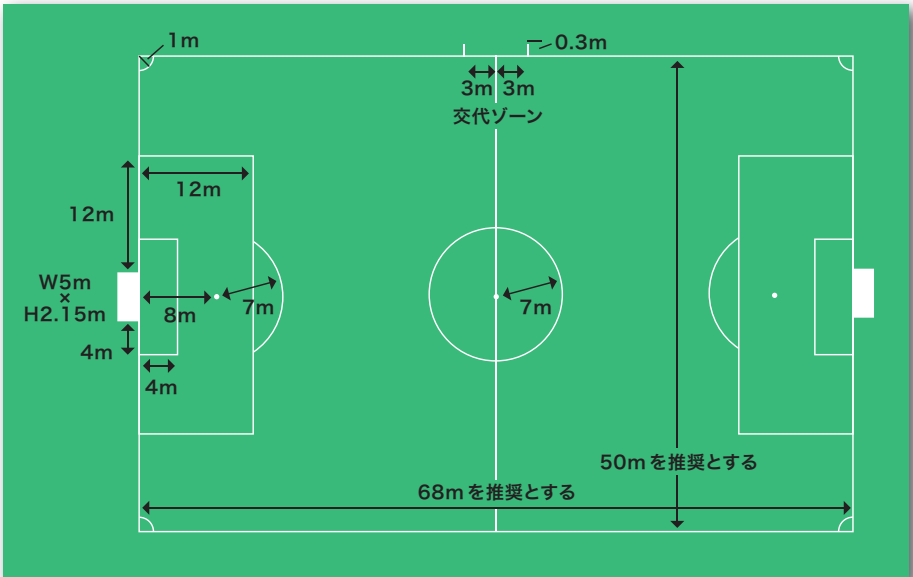 1m
0.3m
3m 3m
交代ゾーン
12m
12m
W5m
×
H2.15m
8m
7m
7m
4m
4m
50mを推奨とする
68mを推奨とする